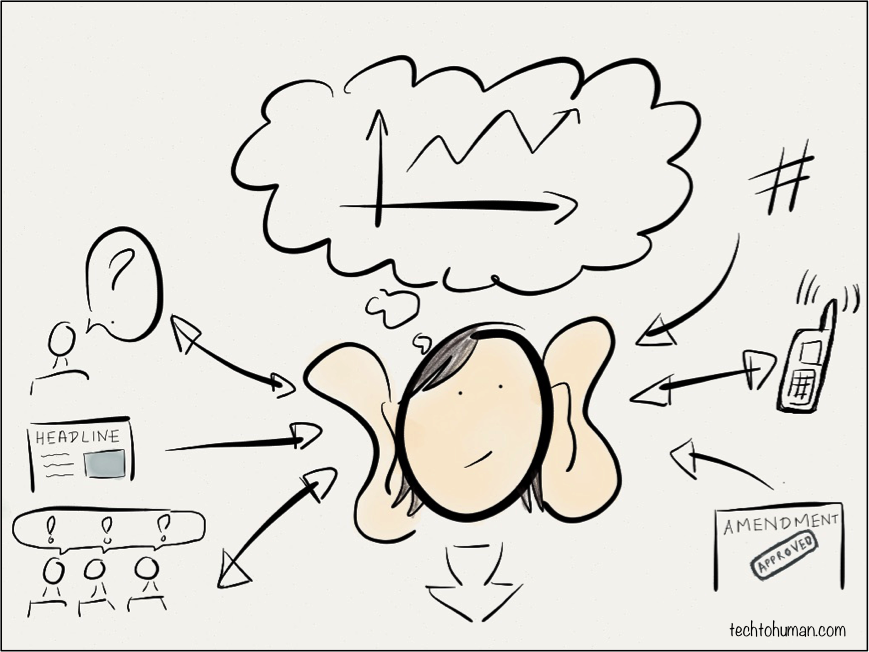 #
?
HEADLINE
! ? ?
AMENDMENT
APPROVED
techtohuman.com